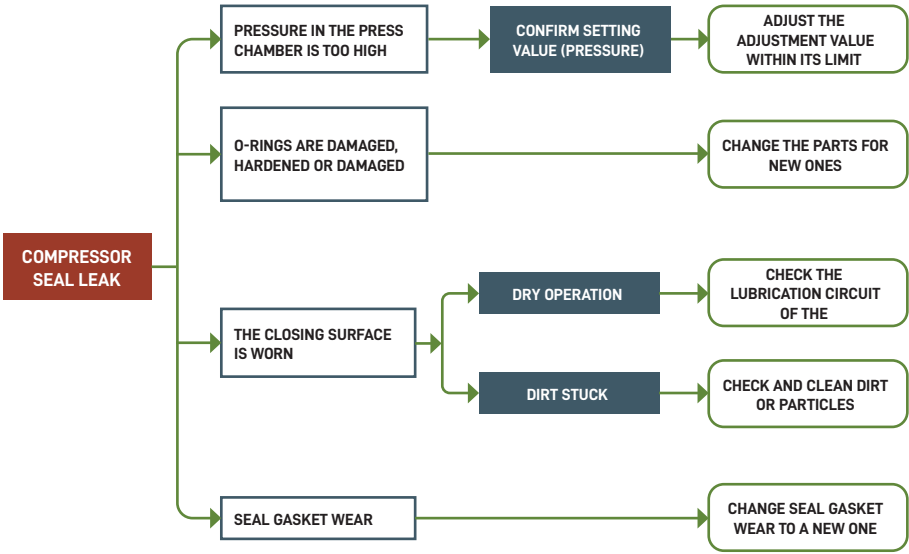 PRESSURE IN THE PRESS
CHAMBER IS TOO HIGH
CONFIRM SETTING
VALUE (PRESSURE)
ADJUST THE
ADJUSTMENT VALUE
WITHIN ITS LIMIT
O-RINGS ARE DAMAGED,
HARDENED OR DAMAGED
CHANGE THE PARTS FOR
NEW ONES
COMPRESSOR
SEAL LEAK
THE CLOSING SURFACE
IS WORN
DRY OPERATION
CHECK THE
LUBRICATION CIRCUIT
OF THE
DIRT STUCK
CHECK AND CLEAN DIRT
OR PARTICLES
SEAL GASKET WEAR
CHANGE SEAL GASKET
WEAR TO A NEW ONE